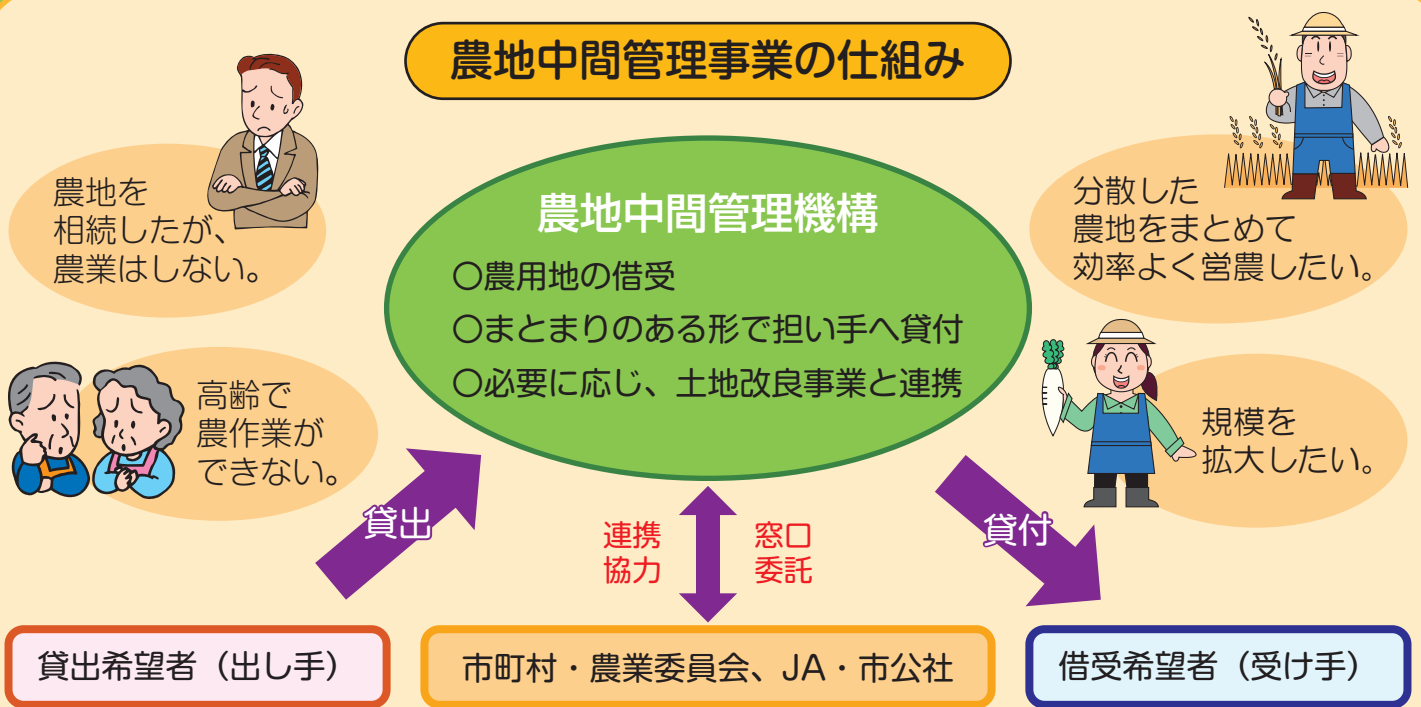 農地中間管理事業の仕組み
農地を
相続したが、
農業はしない。
高齢で
農作業が
できない。
農地中間管理機構
○農用地の借受
○まとまりのある形で担い手へ貸付
○必要に応じ、土地改良事業と連携
分散した
農地をまとめて
効率よく営農したい。
規模を
拡大したい。
貸出
連携
協力
窓口
委託
貸付
貸出希望者（出し手）
市町村・農業委員会、JA・市公社
借受希望者（受け手）